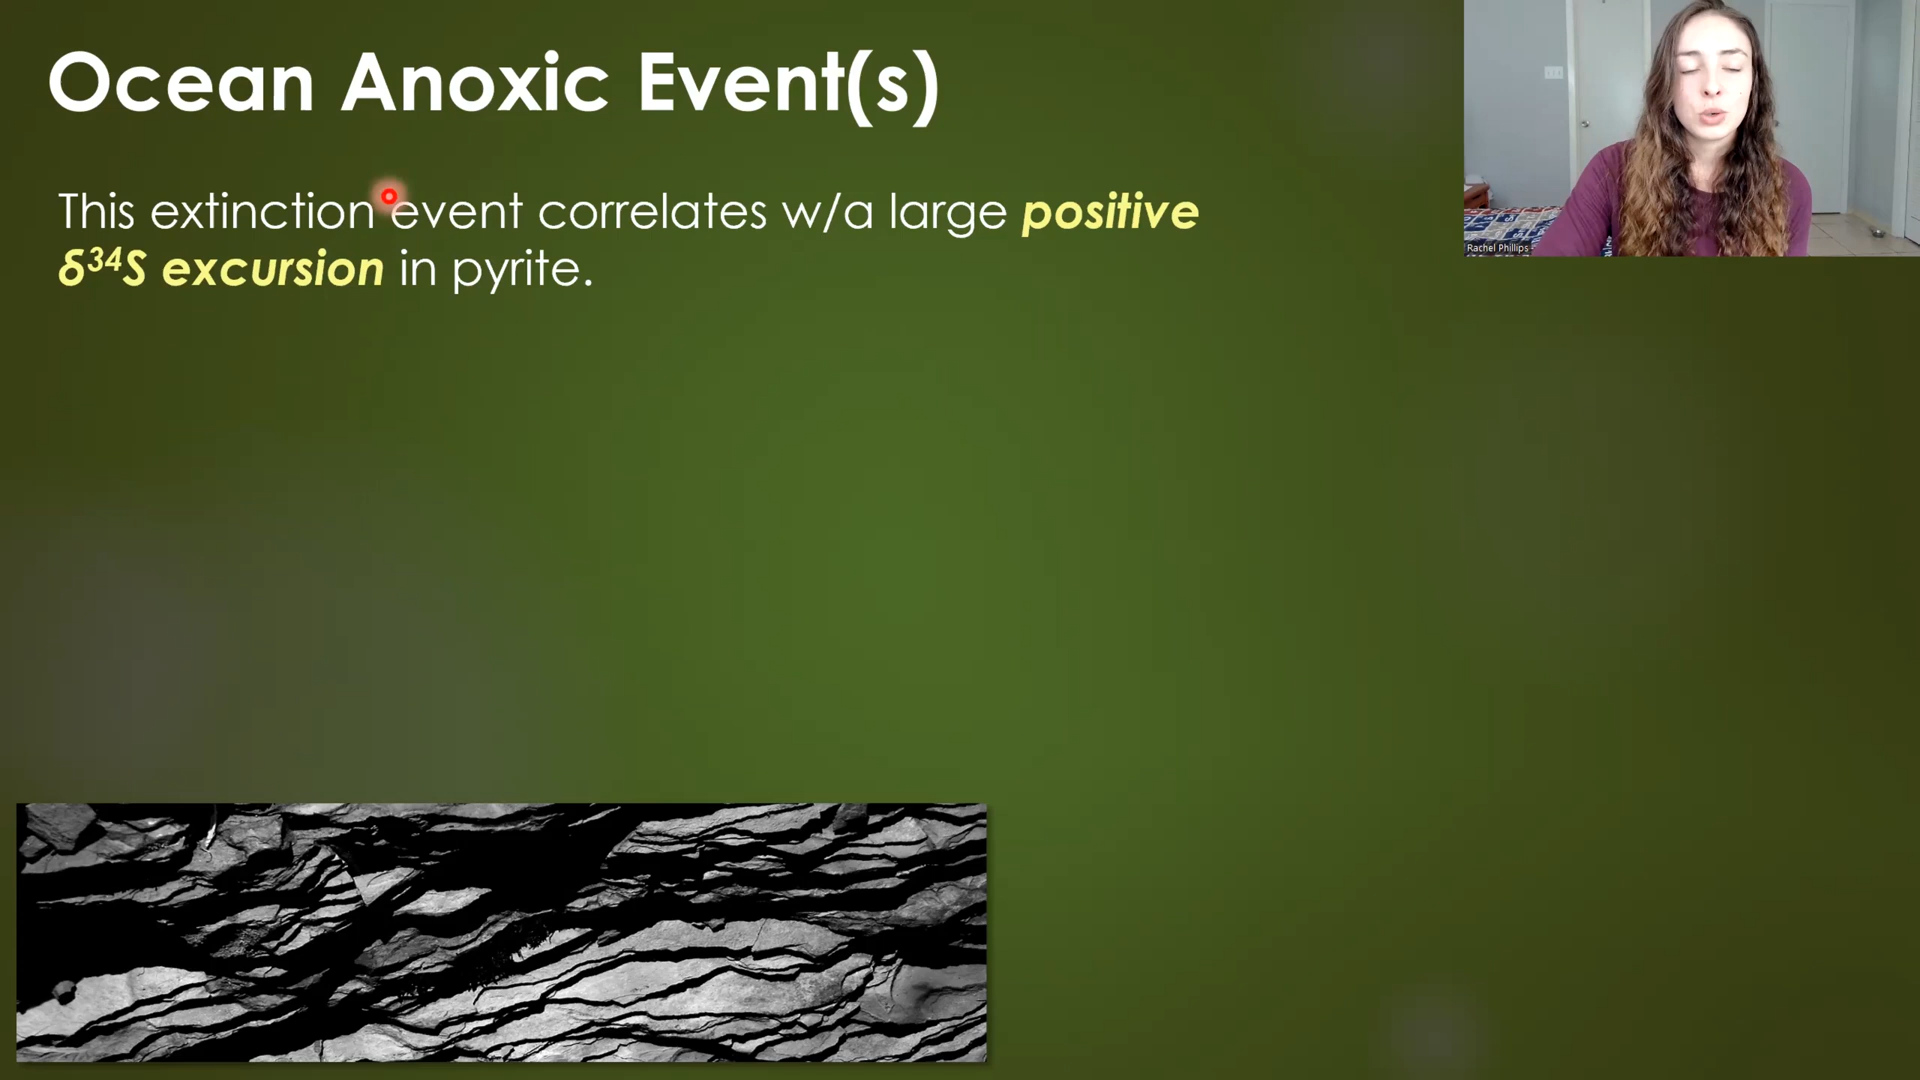 Ocean Anoxic Event(s)
This extinction event correlates w/a large positive
δ³⁴S excursion in pyrite.
Rachel Phillips